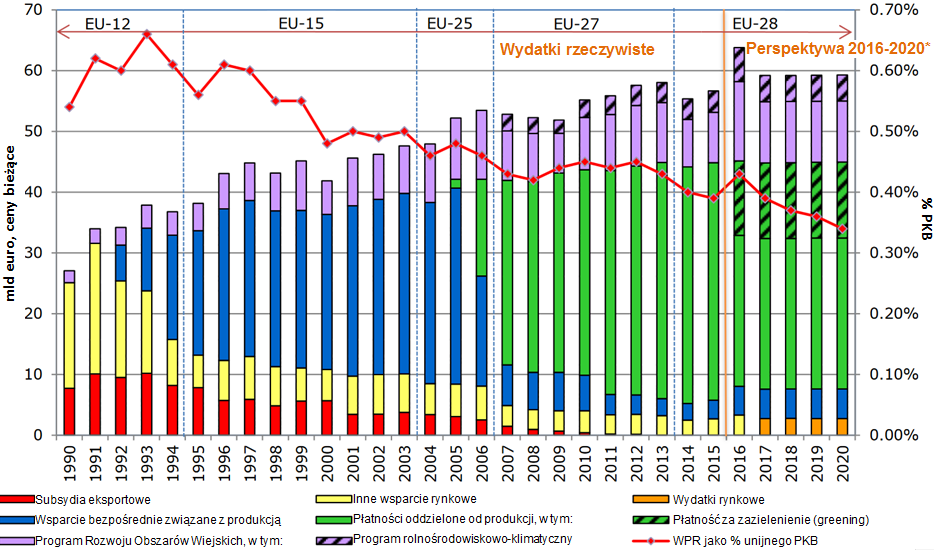 70
60
50
40
30
20
10
0
mld euro, ceny bieżące
EU-12
EU-15
EU-25
EU-27
EU-28
Wydatki rzeczywiste
Perspektywa 2016-2020*
0.70%
0.60%
0.50%
0.40%
0.30%
0.20%
0.10%
0.00%
% PKB
1990 1991 1992 1993 1994 1995 1996 1997 1998 1999 2000 2001 2002 2003 2004 2005 2006 2007 2008 2009 2010 2011 2012 2013 2014 2015 2016 2017 2018 2019 2020
Subsydia eksportowe
Inne wsparcie rynkowe
Wydatki rynkowe
Wsparcie bezpośrednie związane z produkcją
Płatności oddzielone od produkcji, w tym:
Płatność za zazielenienie (greening)
Program Rozwoju Obszarów Wiejskich, w tym:
Program rolnośrodowiskowo-klimatyczny
WPR jako % unijnego PKB